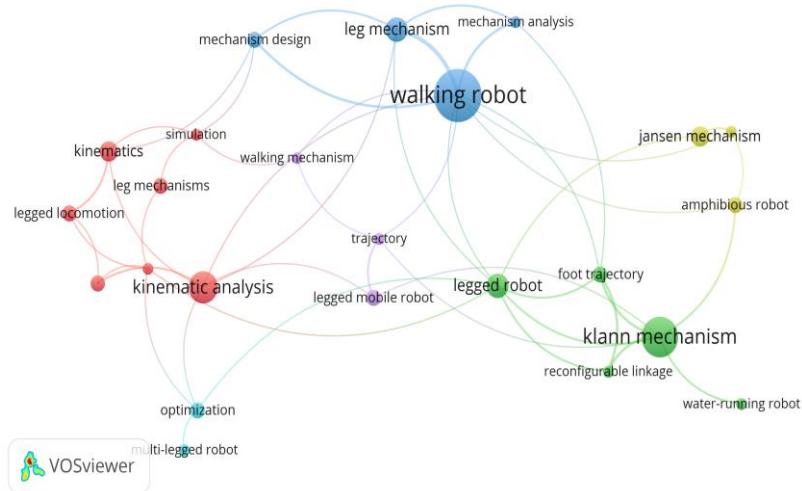 mechanism analysis
leg mechanism
mechanism design
walking robot
simulation
jansen mechanism
kinematics
walking mechanism
leg mechanisms
amphibious robot
legged locomotion
trajectory
foot trajectory
kinematic analysis
legged mobile robot
legged robot
klann mechanism
reconfigurable linkage
water-running robot
optimization
multi-legged robot
VOSviewer